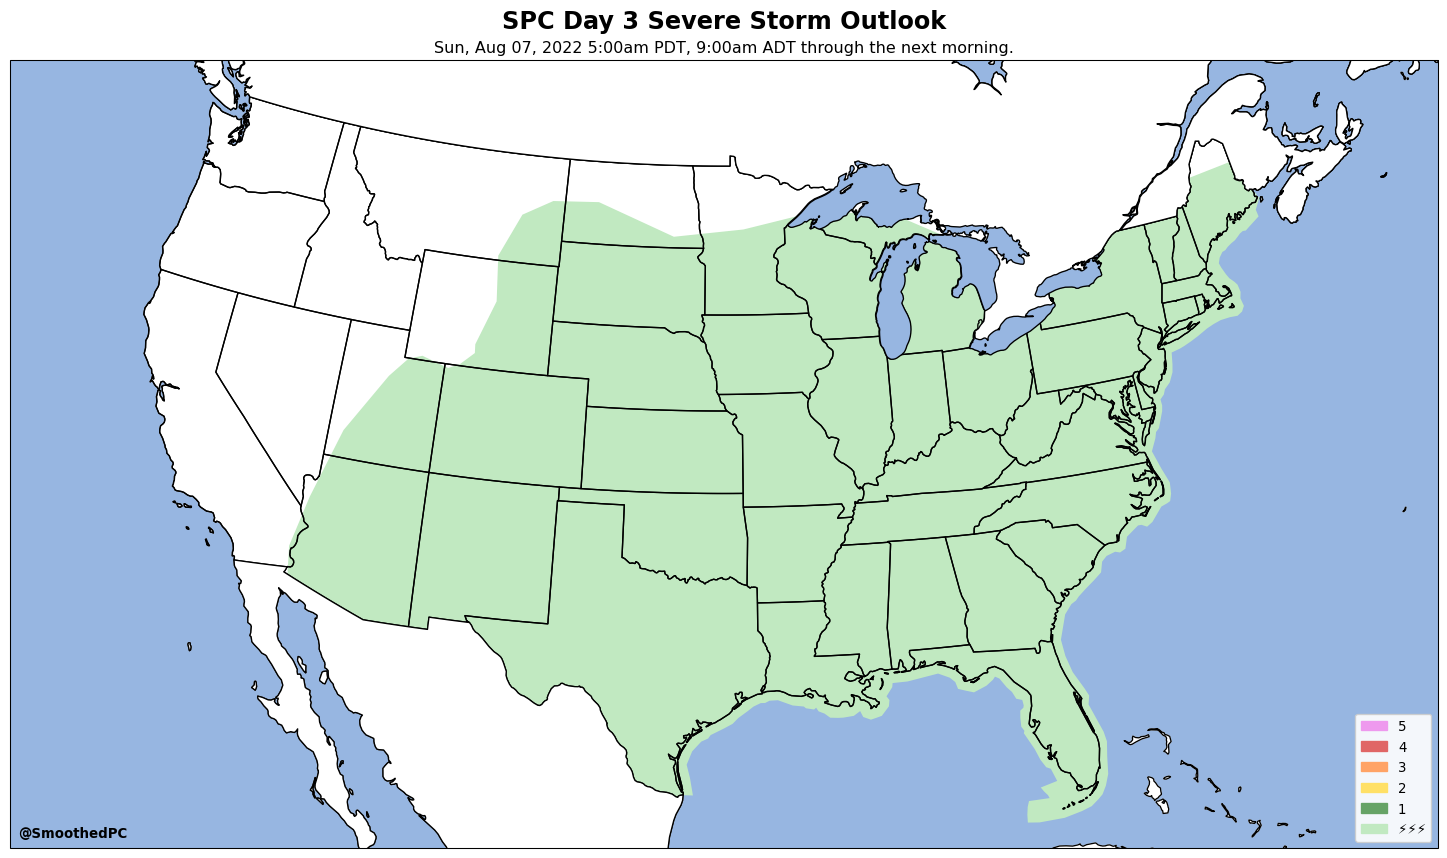 SPC Day 3 Severe Storm Outlook
Sun, Aug 07, 2022 5:00am PDT, 9:00am ADT through the next morning.
5
4
3
2
1
⚡⚡⚡
@SmoothedPC